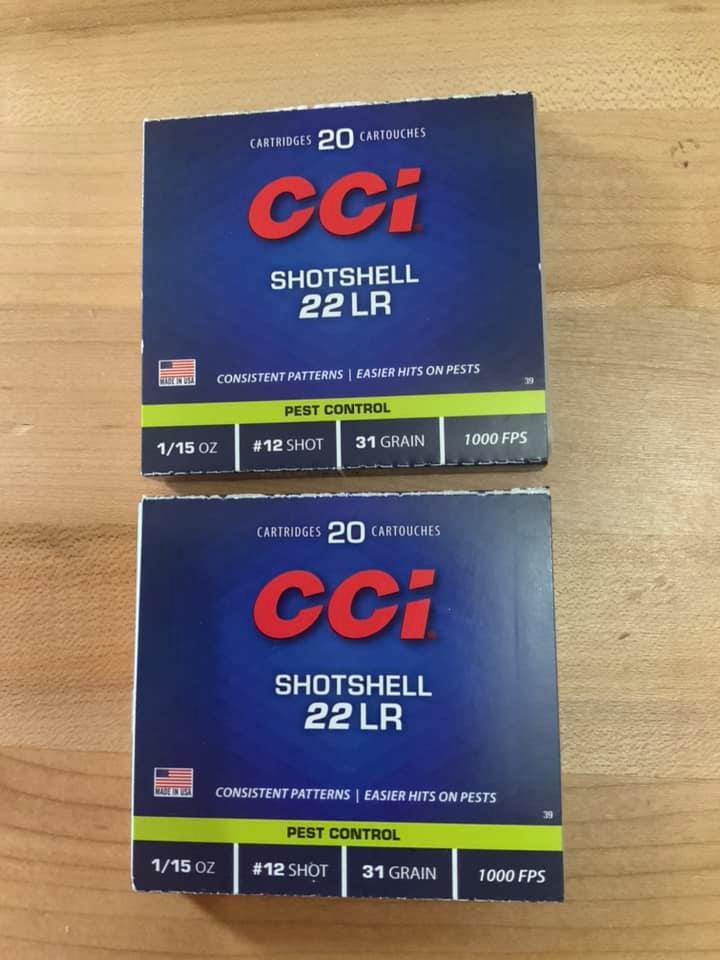 CARTRIDGES 20 CARTOUCHES
CCi
SHOTSHELL
22 LR
MADE IN USA
CONSISTENT PATTERNS | EASIER HITS ON PESTS
39
PEST CONTROL
1/15 OZ | #12 SHOT | 31 GRAIN | 1000 FPS
CARTRIDGES 20 CARTOUCHES
CCi
SHOTSHELL
22 LR
MADE IN USA
CONSISTENT PATTERNS | EASIER HITS ON PESTS
39
PEST CONTROL
1/15 OZ | #12 SHOT | 31 GRAIN | 1000 FPS